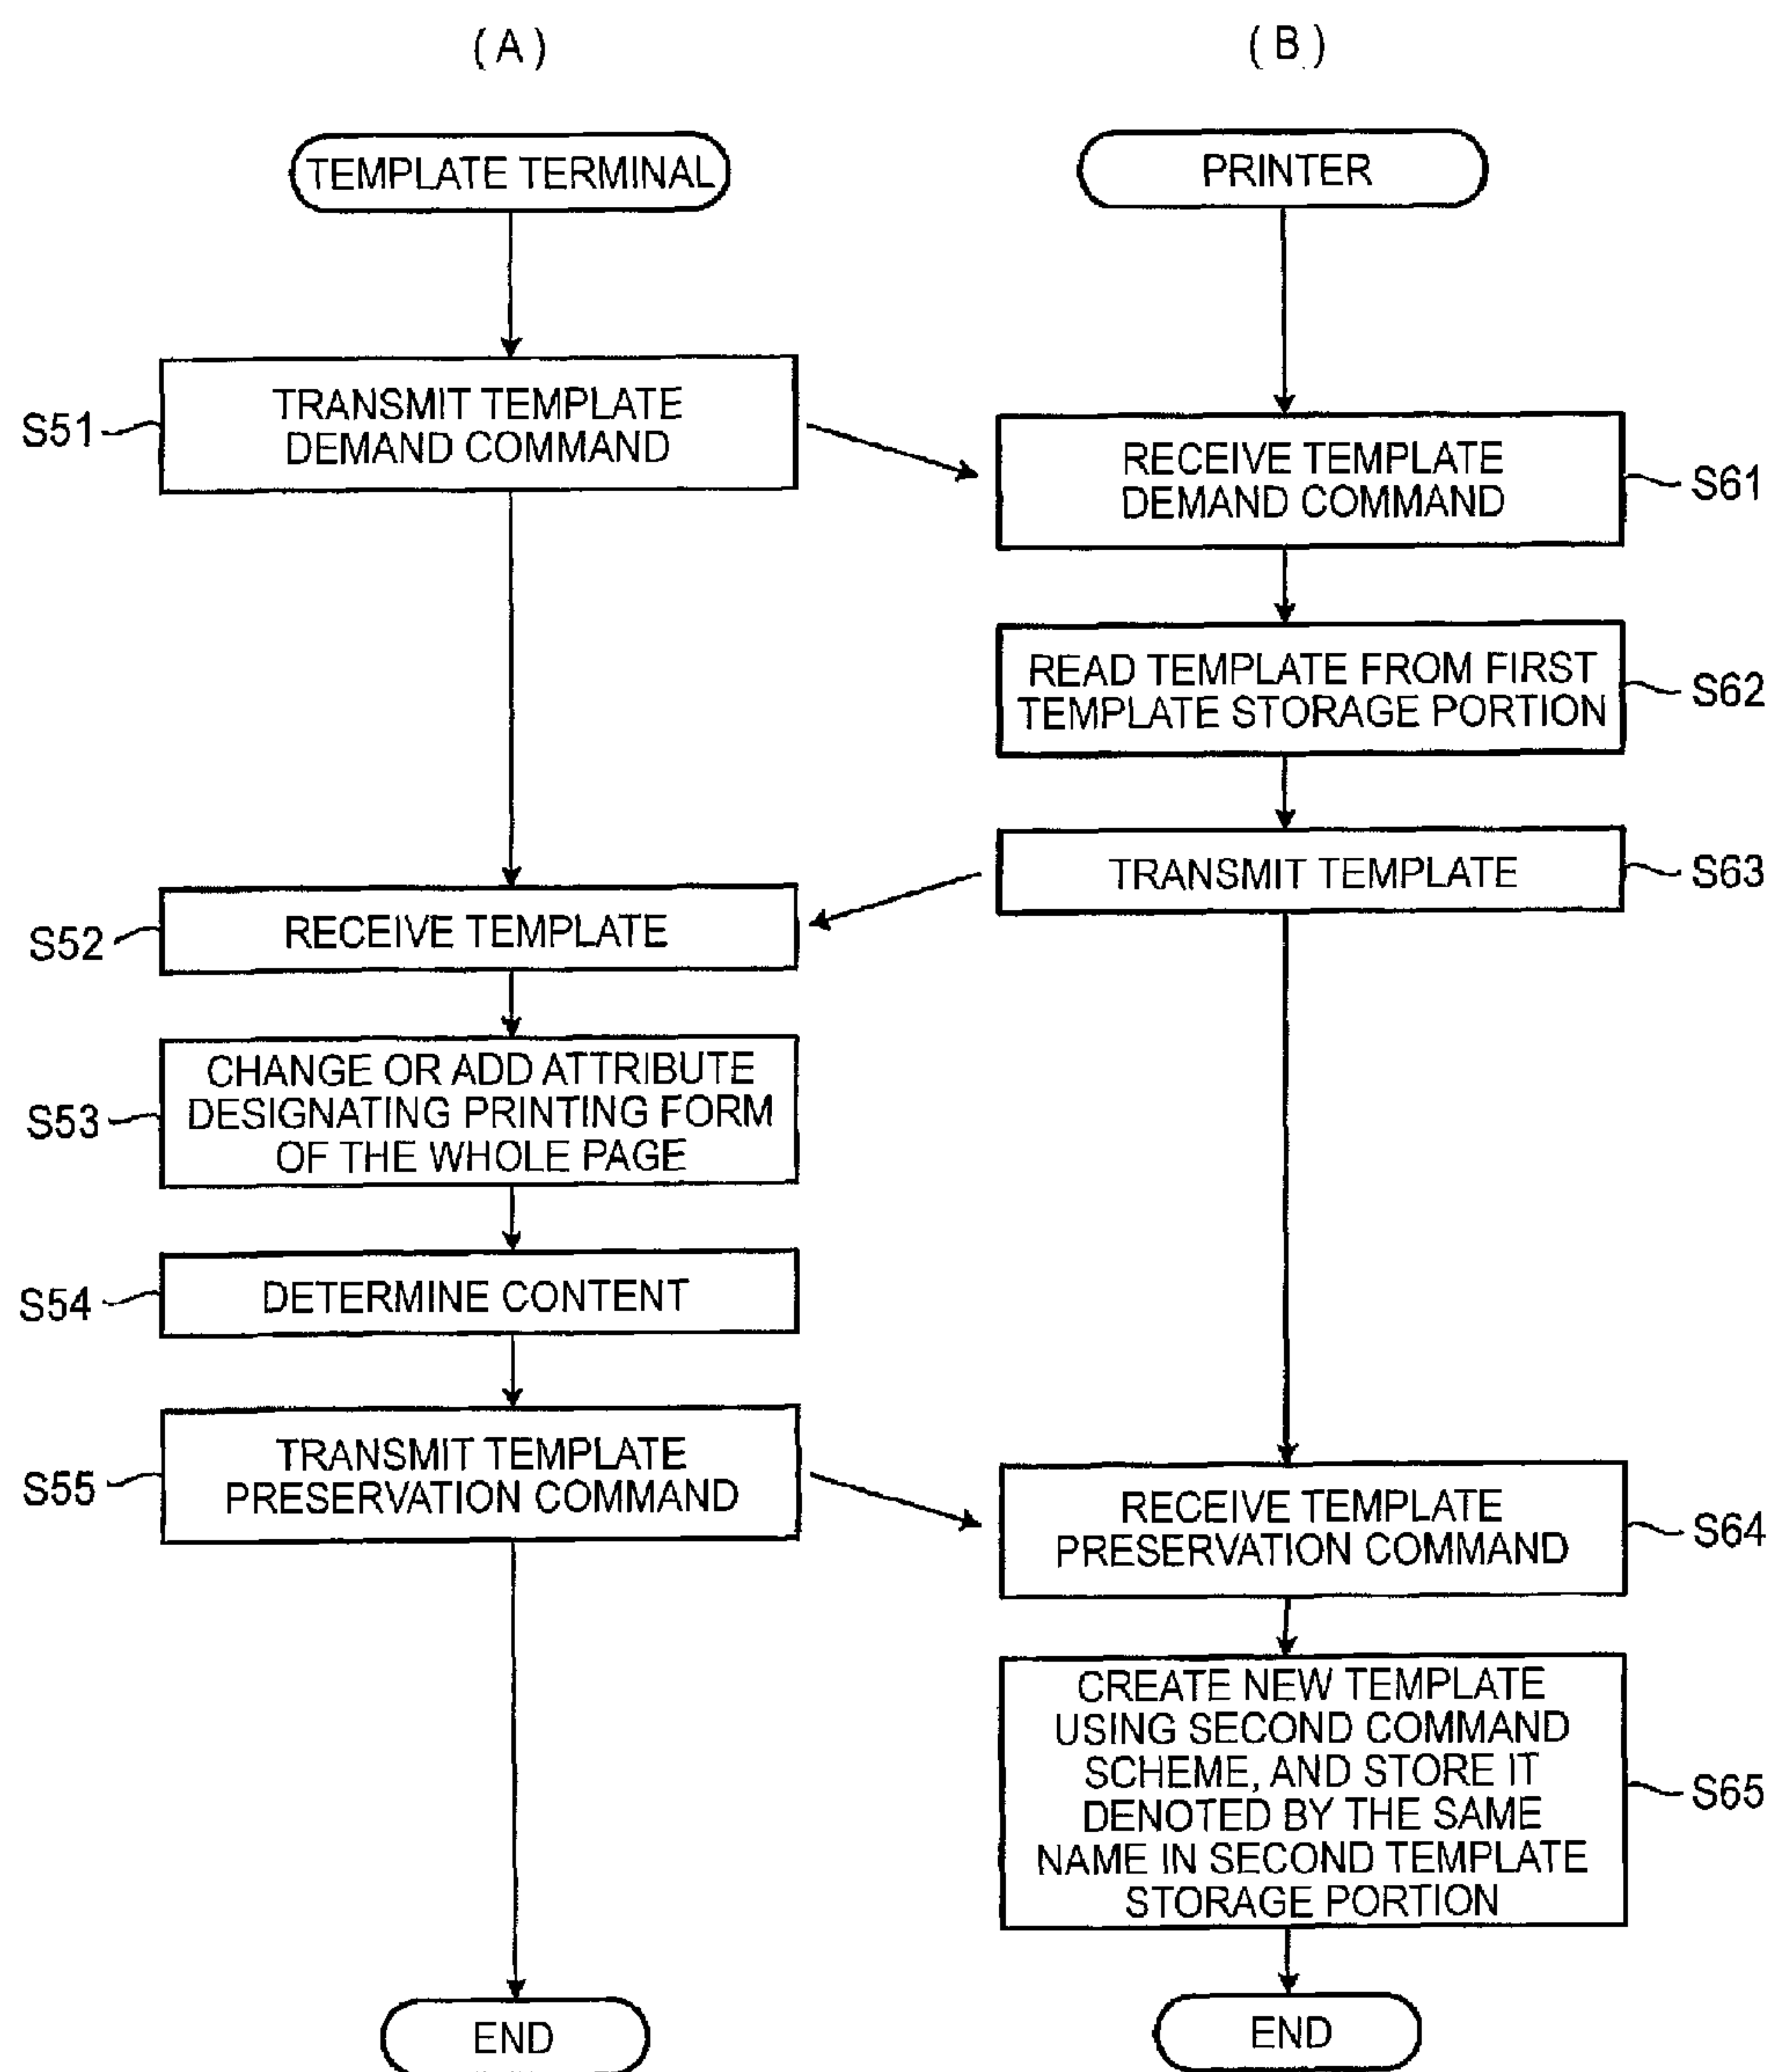 (A)
TEMPLATE TERMINAL
S51
TRANSMIT TEMPLATE
DEMAND COMMAND
S52
RECEIVE TEMPLATE
S53
CHANGE OR ADD ATTRIBUTE
DESIGNATING PRINTING FORM
OF THE WHOLE PAGE
S54
DETERMINE CONTENT
S55
TRANSMIT TEMPLATE
PRESERVATION COMMAND
END
(B)
PRINTER
RECEIVE TEMPLATE
DEMAND COMMAND
S61
READ TEMPLATE FROM FIRST
TEMPLATE STORAGE PORTION
S62
TRANSMIT TEMPLATE
S63
RECEIVE TEMPLATE
PRESERVATION COMMAND
S64
CREATE NEW TEMPLATE
USING SECOND COMMAND
SCHEME, AND STORE IT
DENOTED BY THE SAME
NAME IN SECOND TEMPLATE
STORAGE PORTION
S65
END